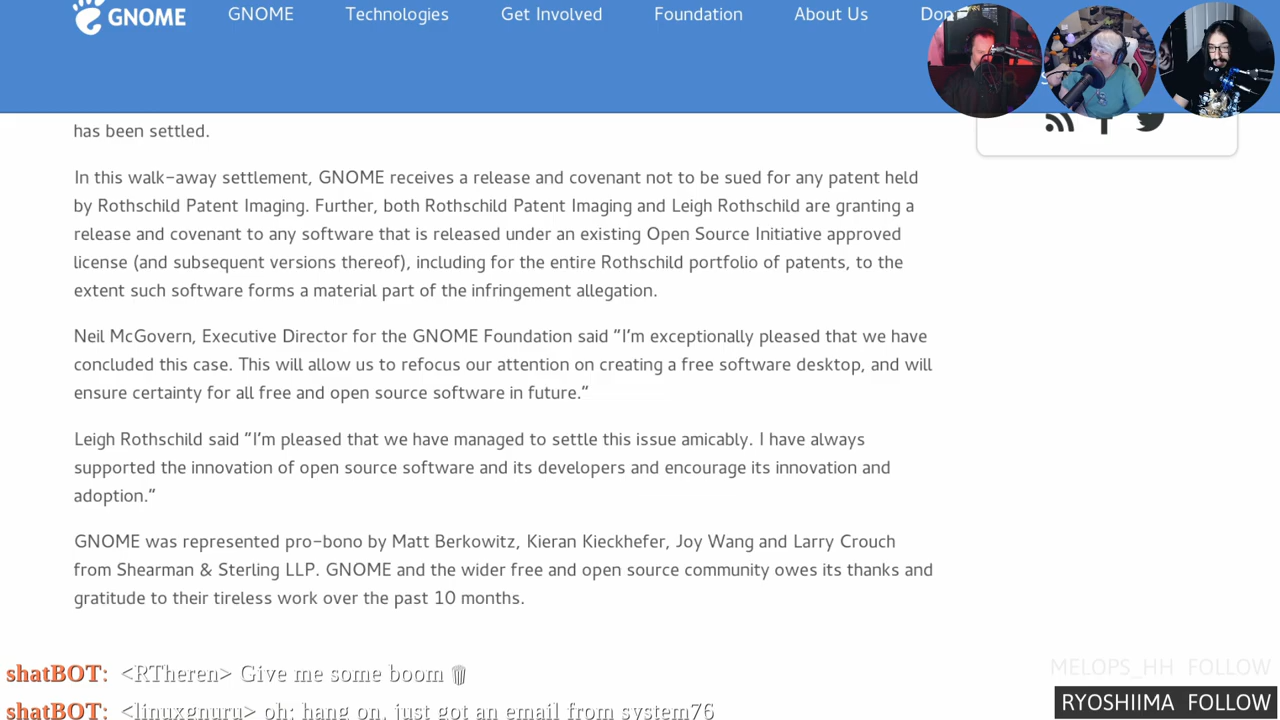 GNOME GNOME Technologies Get Involved Foundation About Us Don
has been settled.
In this walk-away settlement, GNOME receives a release and covenant not to be sued for any patent held
by Rothschild Patent Imaging. Further, both Rothschild Patent Imaging and Leigh Rothschild are granting a
release and covenant to any software that is released under an existing Open Source Initiative approved
license (and subsequent versions thereof), including for the entire Rothschild portfolio of patents, to the
extent such software forms a material part of the infringement allegation.
Neil McGovern, Executive Director for the GNOME Foundation said "I'm exceptionally pleased that we have
concluded this case. This will allow us to refocus our attention on creating a free software desktop, and will
ensure certainty for all free and open source software in future."
Leigh Rothschild said "I'm pleased that we have managed to settle this issue amicably. I have always
supported the innovation of open source software and its developers and encourage its innovation and
adoption."
GNOME was represented pro-bono by Matt Berkowitz, Kieran Kieckhefer, Joy Wang and Larry Crouch
from Shearman & Sterling LLP. GNOME and the wider free and open source community owes its thanks and
gratitude to their tireless work over the past 10 months.
shatBOT: <RTheren> Give me some boom
shatBOT: <linuxgnuru> oh; hang on, just got an email from system76
MELOPS_HH FOLLOW
RYOSHIIMA FOLLOW